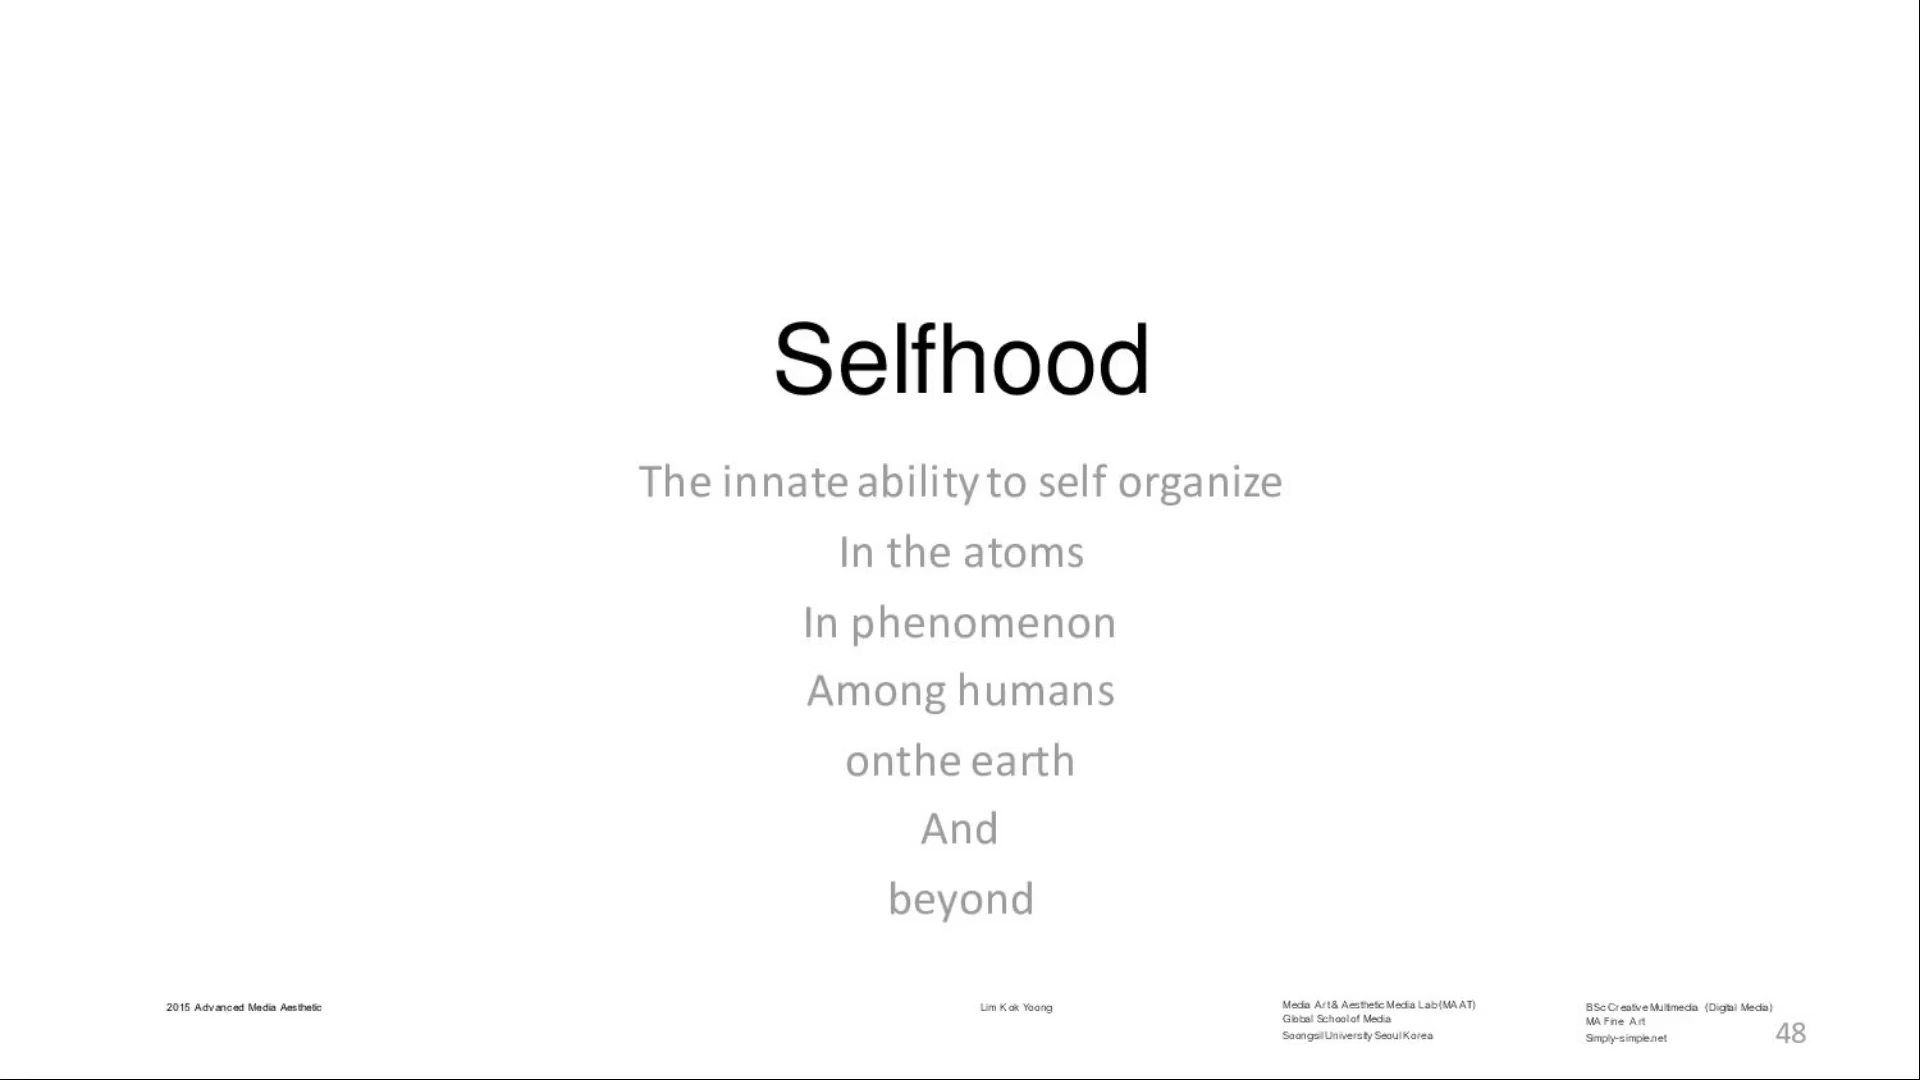 Selfhood
The innate ability to self organize
In the atoms
In phenomenon
Among humans
onthe earth
And
beyond
2015 Advanced Media Aesthetic
Lim Kok Yoong
Media Art & Aesthetic Media Lab (MAAT)
Global School of Media
Soongsil University Seoul Korea
BSc Creative Multimedia (Digital Media)
MA Fine Art
Simply-simple.net
48